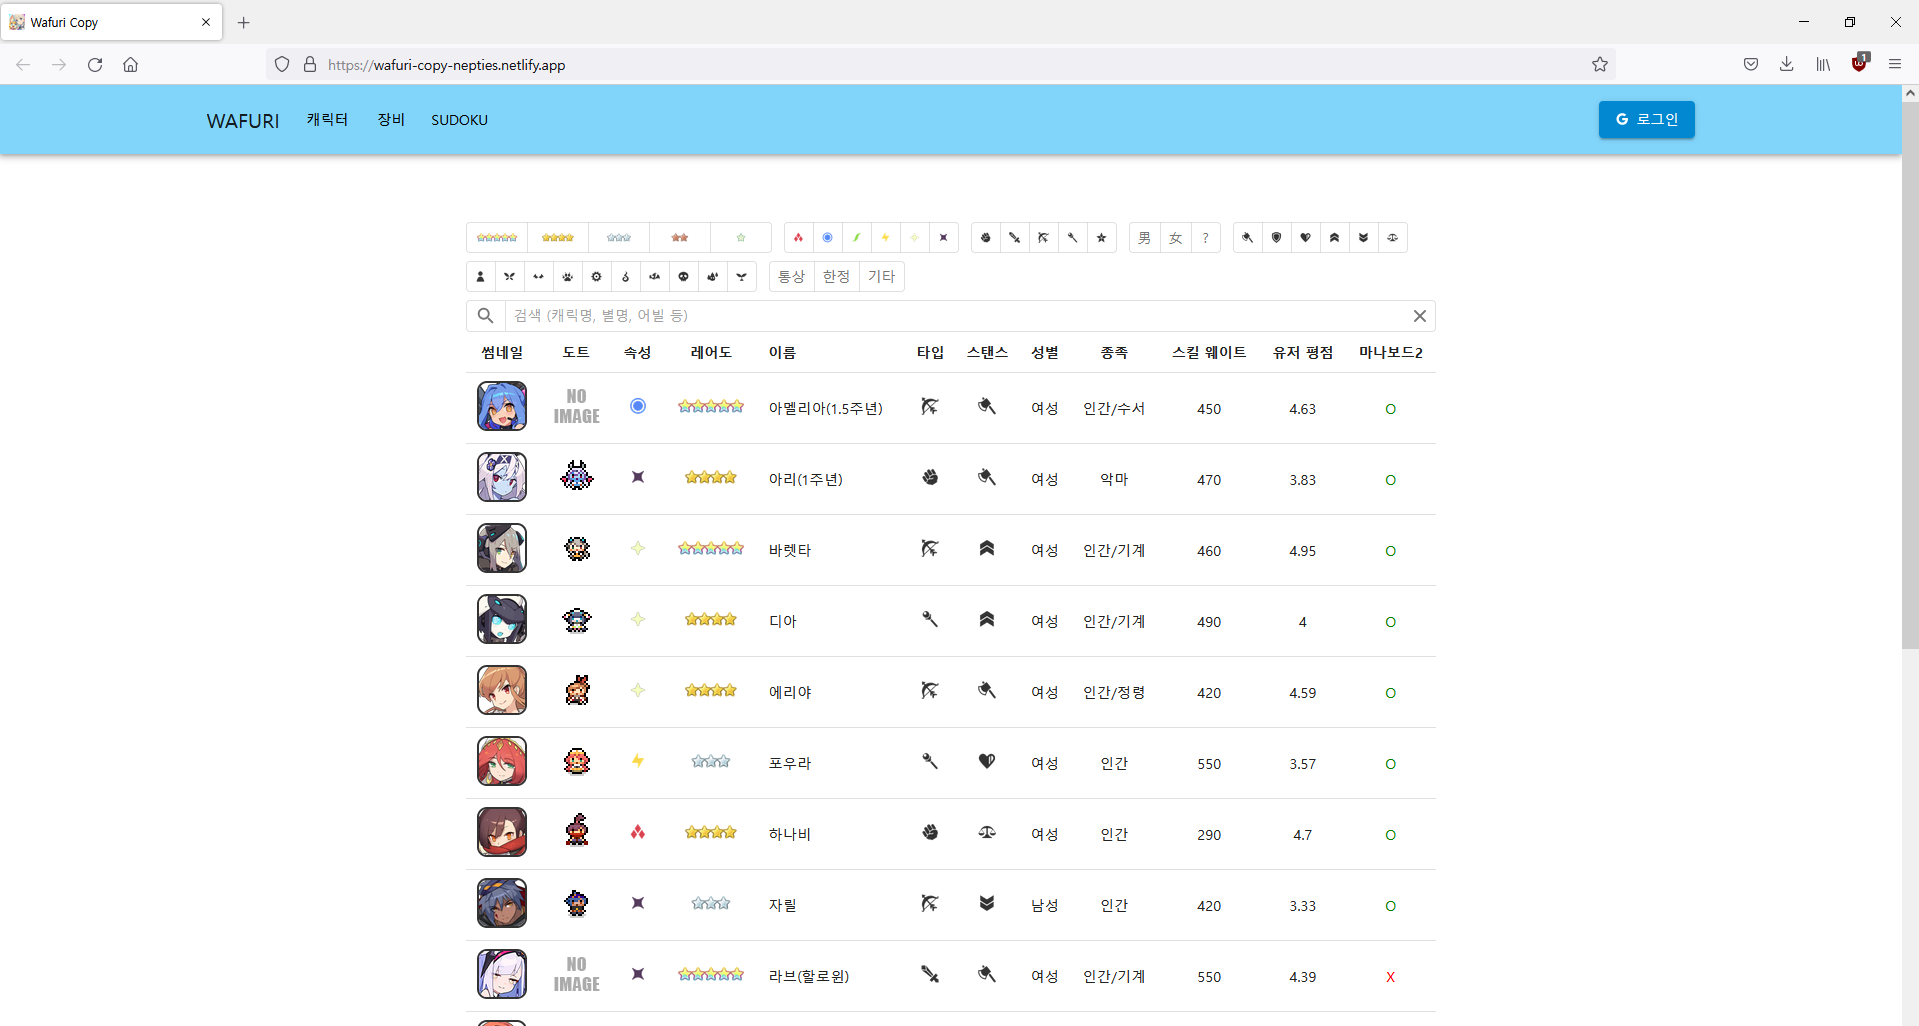 Wafuri Copy
https://wafuri-copy-nepties.netlify.app
1
WAFURI 캐릭터 장비 SUDOKU G 로그인
男 女 ?
통상 한정 기타
검색 (캐릭명, 별명, 어빌 등)
썸네일 도트 속성 레어도 이름 타입 스탠스 성별 종족 스킬 웨이트 유저 평점 마나보드2
NO IMAGE 아멜리아(1.5주년) 여성 인간/수서 450 4.63 O
아리(1주년) 여성 악마 470 3.83 O
바렛타 여성 인간/기계 460 4.95 O
디아 여성 인간/기계 490 4 O
에리야 여성 인간/정령 420 4.59 O
포우라 여성 인간 550 3.57 O
하나비 여성 인간 290 4.7 O
자릴 남성 인간 420 3.33 O
NO IMAGE 라브(할로윈) 여성 인간/기계 550 4.39 X